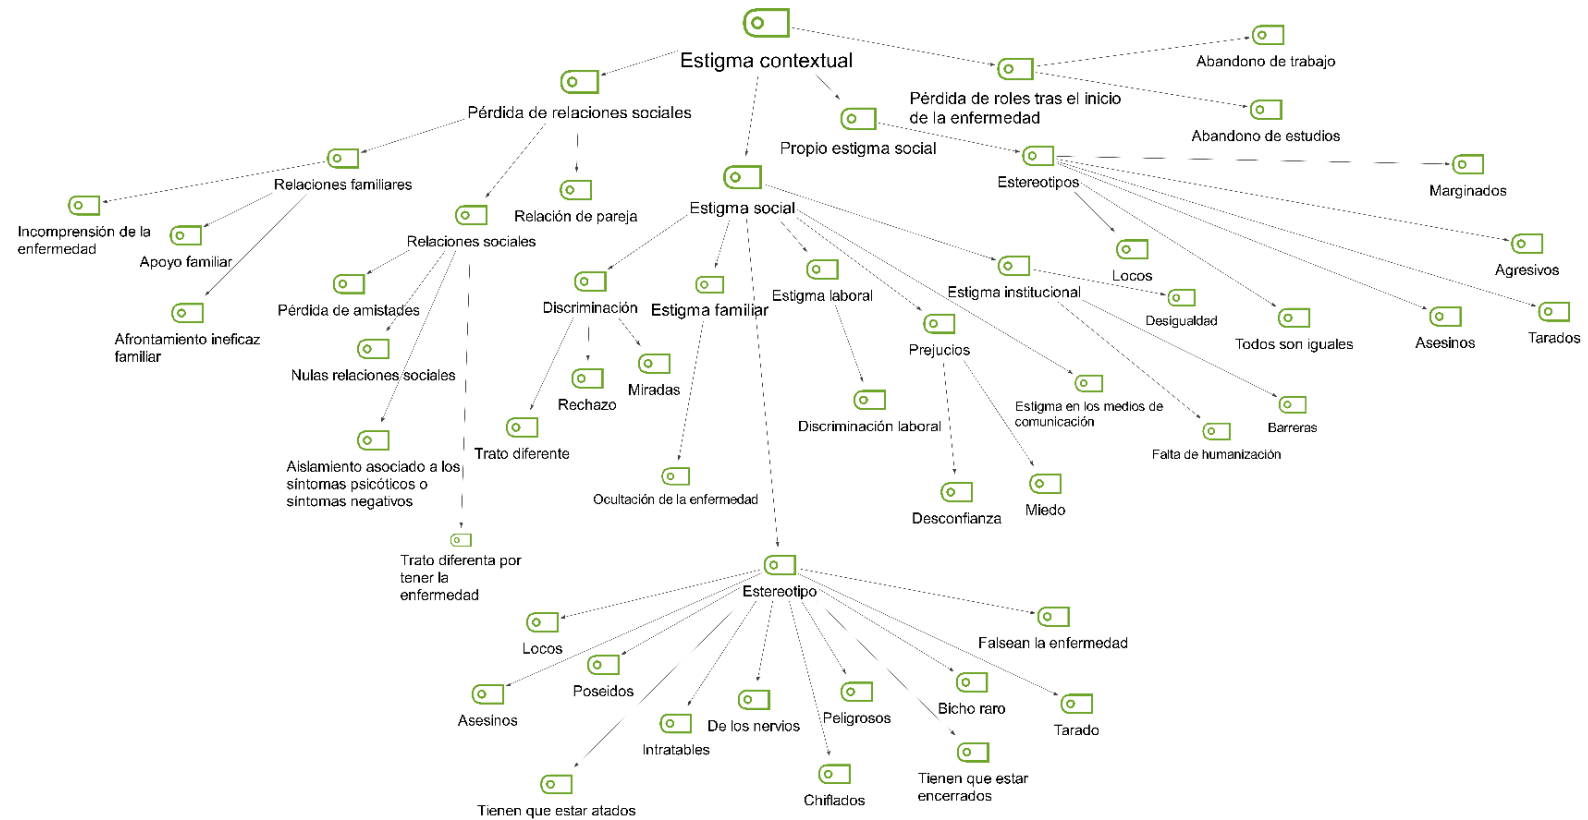 Estigma contextual
Abandono de trabajo
Pérdida de relaciones sociales
Pérdida de roles tras el inicio
de la enfermedad
Abandono de estudios
Propio estigma social
Relaciones familiares
Estereotipos
Marginados
Relación de pareja
Estigma social
Incomprensión de la
enfermedad
Apoyo familiar
Relaciones sociales
Locos
Agresivos
Pérdida de amistades
Discriminación
Estigma familiar
Estigma laboral
Estigma institucional
Desigualdad
Afrontamiento ineficaz
familiar
Prejucios
Todos son iguales
Asesinos
Tarados
Nulas relaciones sociales
Rechazo
Miradas
Estigma en los medios de
comunicación
Discriminación laboral
Barreras
Trato diferente
Falta de humanización
Aislamiento asociado a los
síntomas psicóticos o
síntomas negativos
Ocultación de la enfermedad
Desconfianza
Miedo
Trato diferenta por
tener la
enfermedad
Estereotipo
Locos
Falsean la enfermedad
Poseidos
Asesinos
De los nervios
Peligrosos
Bicho raro
Tarado
Intratables
Tienen que estar
encerrados
Chiflados
Tienen que estar atados